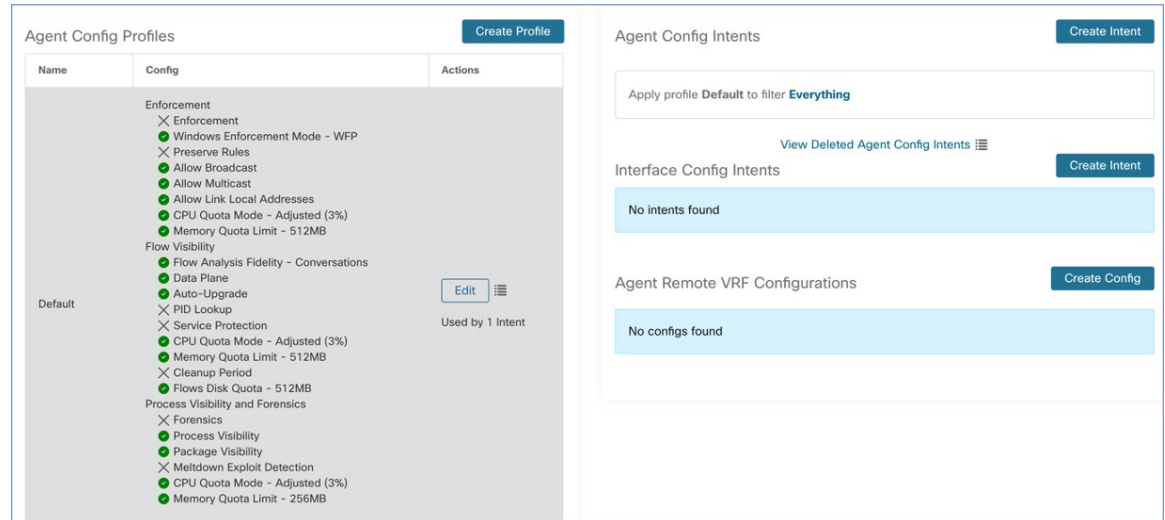 Agent Config Profiles
Create Profile
Name Config Actions
Default
Enforcement
Enforcement
Windows Enforcement Mode - WFP
Preserve Rules
Allow Broadcast
Allow Multicast
Allow Link Local Addresses
CPU Quota Mode - Adjusted (3%)
Memory Quota Limit - 512MB
Flow Visibility
Flow Analysis Fidelity - Conversations
Data Plane
Auto-Upgrade
PID Lookup
Service Protection
CPU Quota Mode - Adjusted (3%)
Memory Quota Limit - 512MB
Cleanup Period
Flows Disk Quota - 512MB
Process Visibility and Forensics
Forensics
Process Visibility
Package Visibility
Meltdown Exploit Detection
CPU Quota Mode - Adjusted (3%)
Memory Quota Limit - 256MB
Edit
Used by 1 Intent
Agent Config Intents
Create Intent
Apply profile Default to filter Everything
View Deleted Agent Config Intents
Interface Config Intents
Create Intent
No intents found
Agent Remote VRF Configurations
Create Config
No configs found